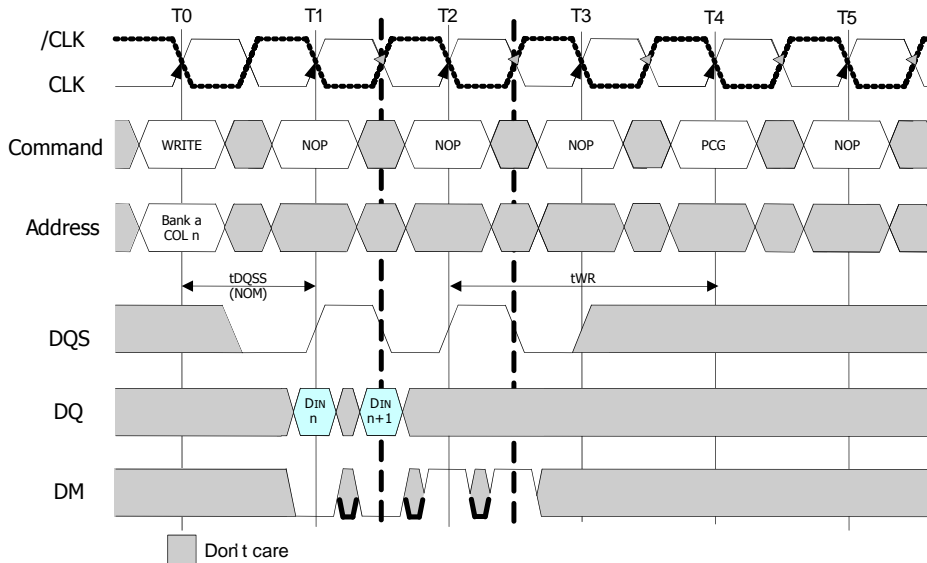 T0 T1 T2 T3 T4 T5
/CLK
CLK
Command WRITE NOP NOP NOP PCG NOP
Address Bank a
COL n
tDQSS
(NOM)
tWR
DQS
DQ DIN
n
DIN
n+1
DM
Don't care